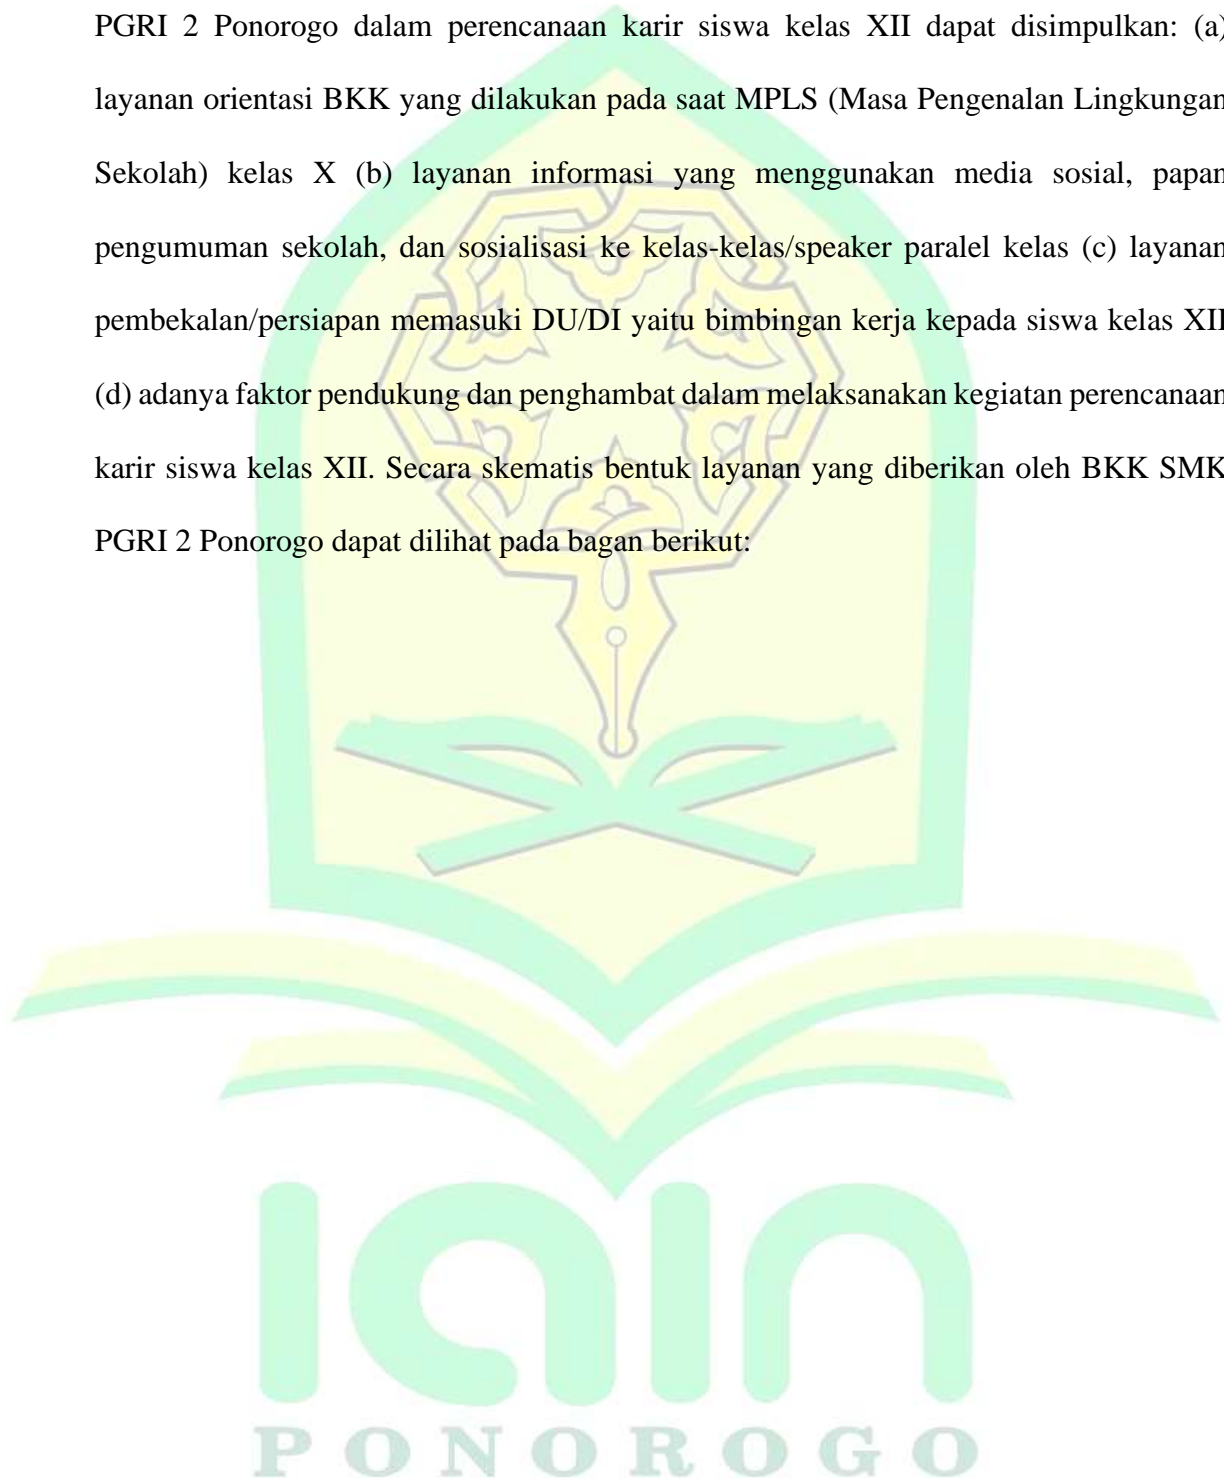 PGRI 2 Ponorogo dalam perencanaan karir siswa kelas XII dapat disimpulkan: (a)
layanan orientasi BKK yang dilakukan pada saat MPLS (Masa Pengenalan Lingkungan
Sekolah) kelas X (b) layanan informasi yang menggunakan media sosial, papan
pengumuman sekolah, dan sosialisasi ke kelas-kelas/speaker paralel kelas (c) layanan
pembekalan/persiapan memasuki DU/DI yaitu bimbingan kerja kepada siswa kelas XII
(d) adanya faktor pendukung dan penghambat dalam melaksanakan kegiatan perencanaan
karir siswa kelas XII. Secara skematis bentuk layanan yang diberikan oleh BKK SMK
PGRI 2 Ponorogo dapat dilihat pada bagan berikut:
iain
PONOROGO